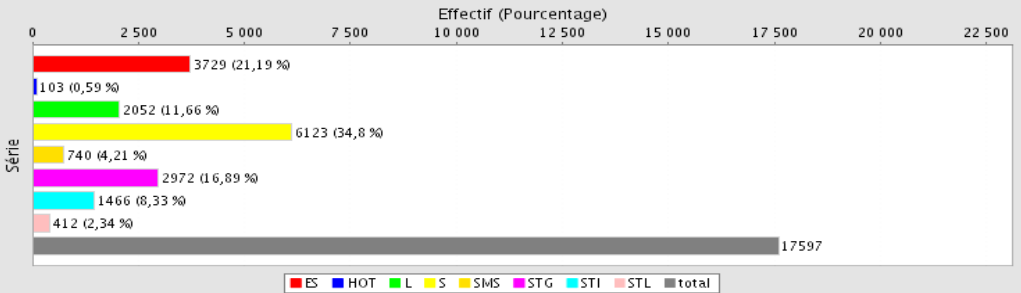 Effectif (Pourcentage)
0 2 500 5 000 7 500 10 000 12 500 15 000 17 500 20 000 22 500
Série
3729 (21,19 %)
103 (0,59 %)
2052 (11,66 %)
6123 (34,8 %)
740 (4,21 %)
2972 (16,89 %)
1466 (8,33 %)
412 (2,34 %)
17597
ES HOT L S SMS STG STI STL total